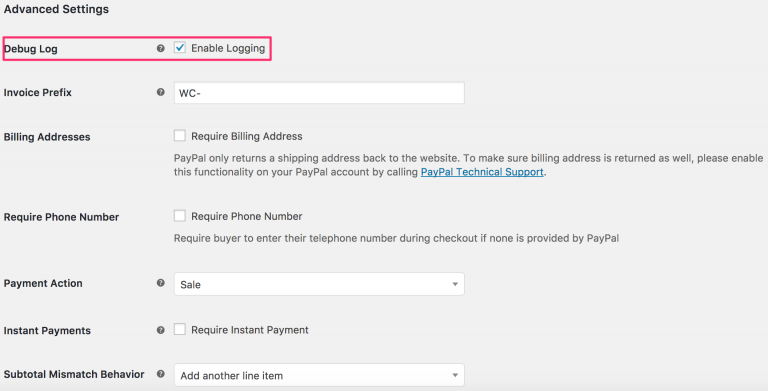 Advanced Settings
Debug Log ? Enable Logging
Invoice Prefix ? WC-
Billing Addresses ? Require Billing Address
PayPal only returns a shipping address back to the website. To make sure billing address is returned as well, please enable
this functionality on your PayPal account by calling PayPal Technical Support.
Require Phone Number ? Require Phone Number
Require buyer to enter their telephone number during checkout if none is provided by PayPal
Payment Action ? Sale
Instant Payments ? Require Instant Payment
Subtotal Mismatch Behavior ? Add another line item